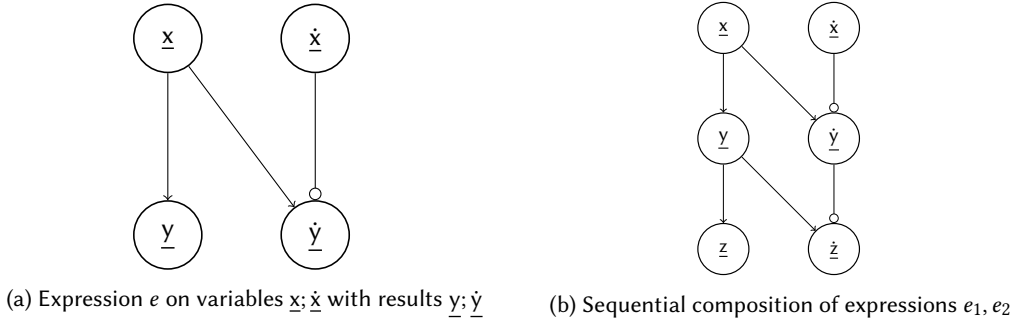 x ẋ
y ẏ
(a) Expression e on variables x; ẋ with results y; ẏ
x ẋ
y ẏ
z ż
(b) Sequential composition of expressions e₁, e₂